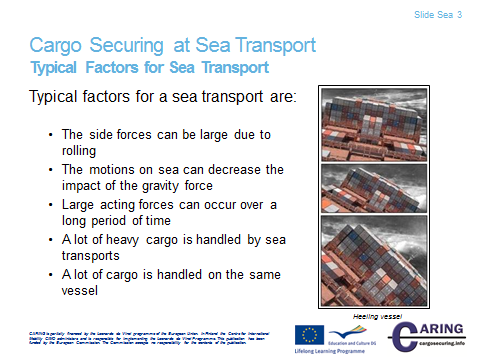 Slide Sea 3
Cargo Securing at Sea Transport
Typical Factors for Sea Transport
Typical factors for a sea transport are:
• The side forces can be large due to
rolling
• The motions on sea can decrease the
impact of the gravity force
• Large acting forces can occur over a
long period of time
• A lot of heavy cargo is handled by sea
transports
• A lot of cargo is handled on the same
vessel
Heeling vessel
CARING is partially financed by the Leonardo da Vinci programme of the European Union. In Finland the Centre for International
Mobility CIMO administers and is responsible for implementing the Leonardo da Vinci Programme. This publication has been
funded by the European Commission. The Commission accepts no responsibility for the contents of the publication.
Education and Culture DG
Lifelong Learning Programme
CARING
cargosecuring.info